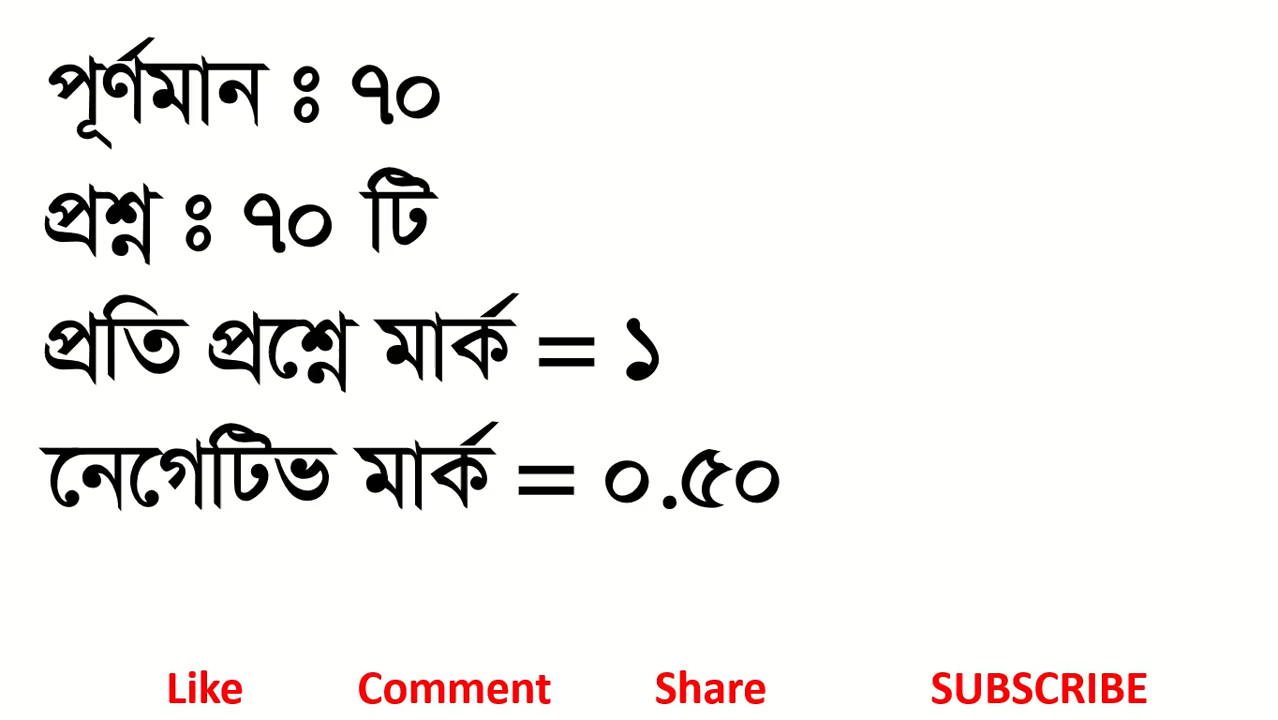 পূর্ণমান ঃ ৭০
প্রশ্ন ঃ ৭০ টি
প্রতি প্রশ্নে মার্ক = ১
নেগেটিভ মার্ক = ০.৫০
Like Comment Share SUBSCRIBE